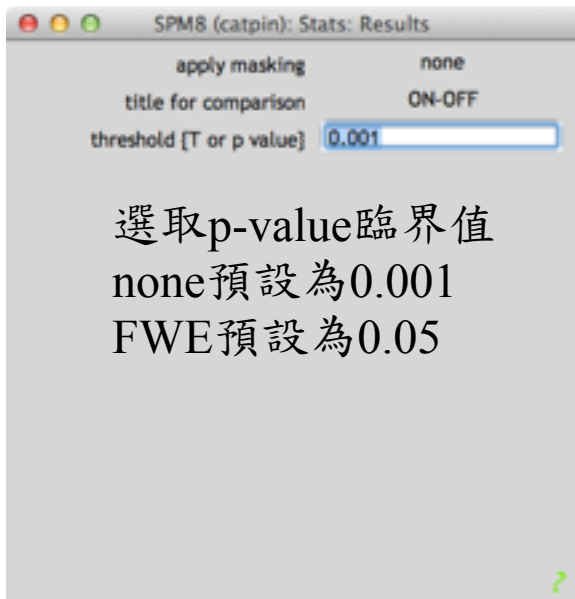 SPM8 (catpin): Stats: Results
apply masking none
title for comparison ON-OFF
threshold {T or p value} 0.001
選取p-value臨界值
none預設為0.001
FWE預設為0.05
?